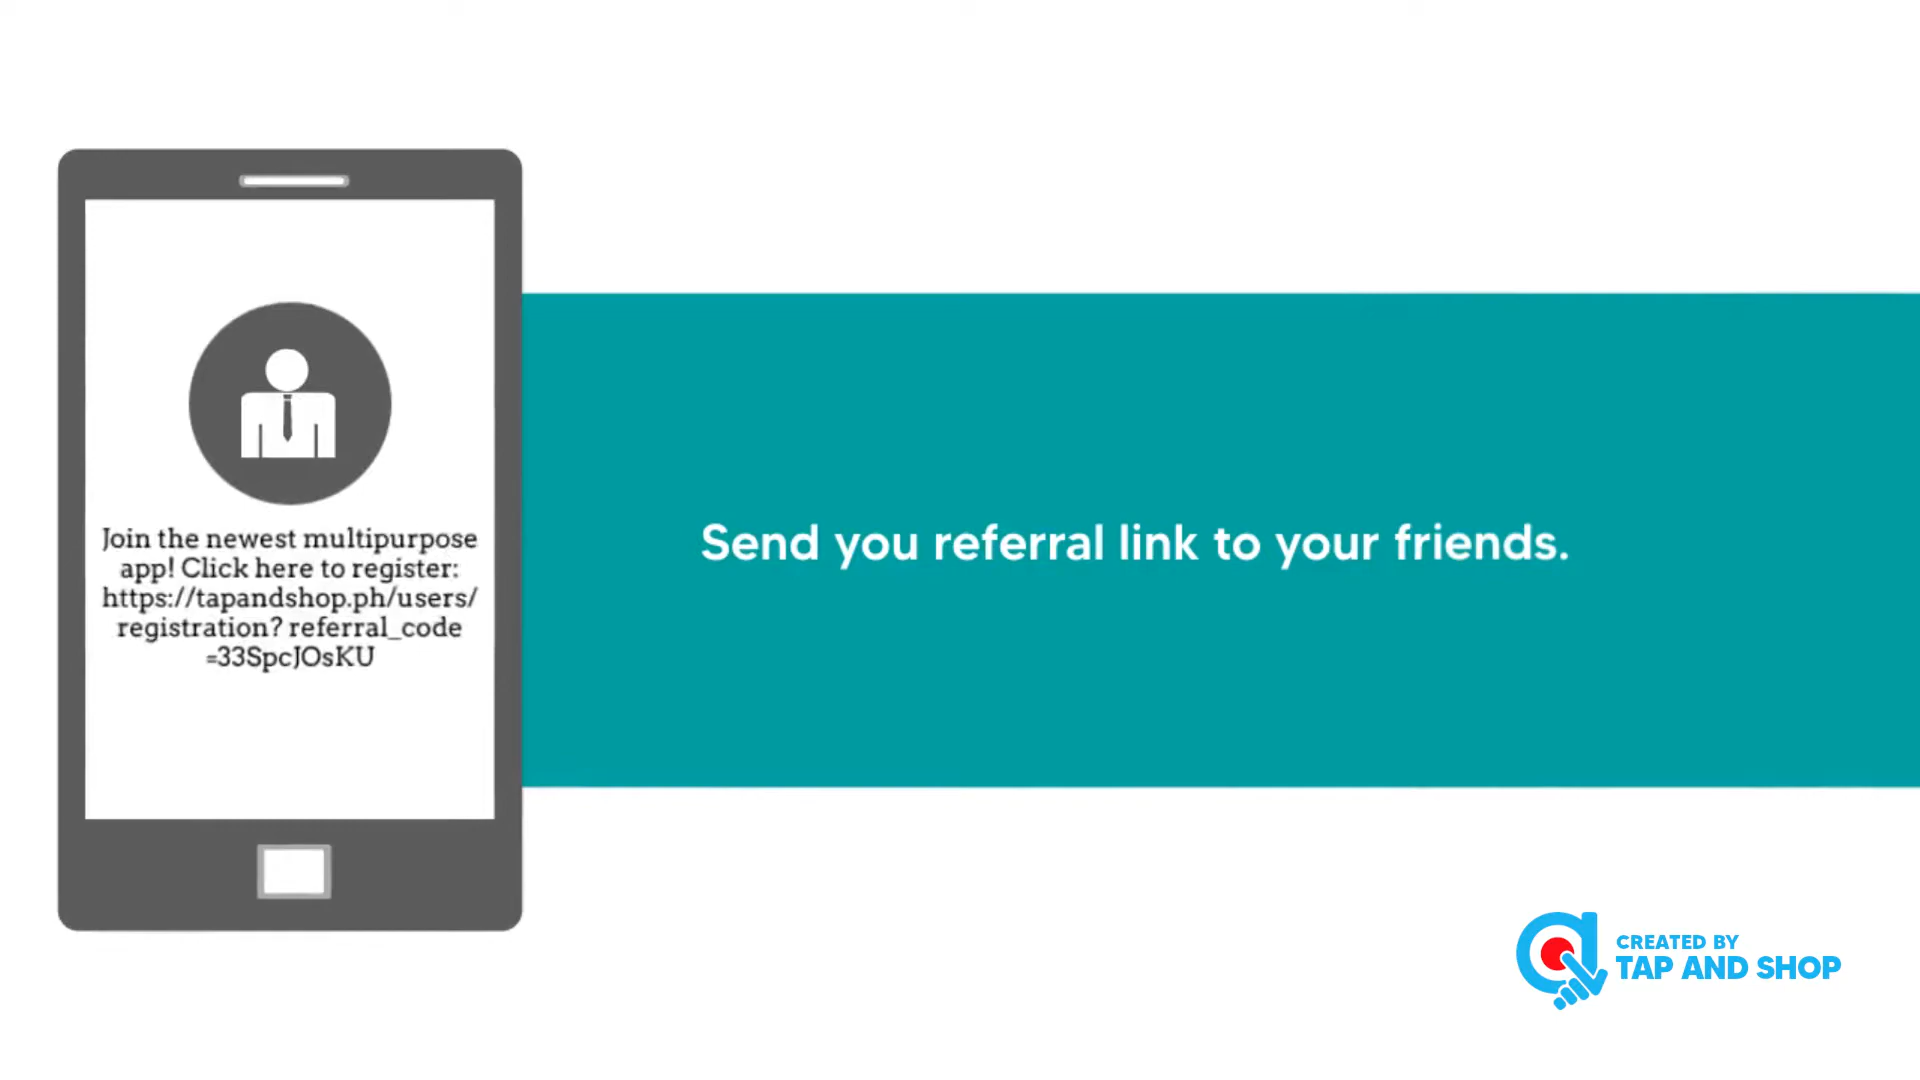 Join the newest multipurpose
app! Click here to register:
https://tapandshop.ph/users/
registration? referral_code
=33SpcJOsKU
Send you referral link to your friends.
CREATED BY
TAP AND SHOP